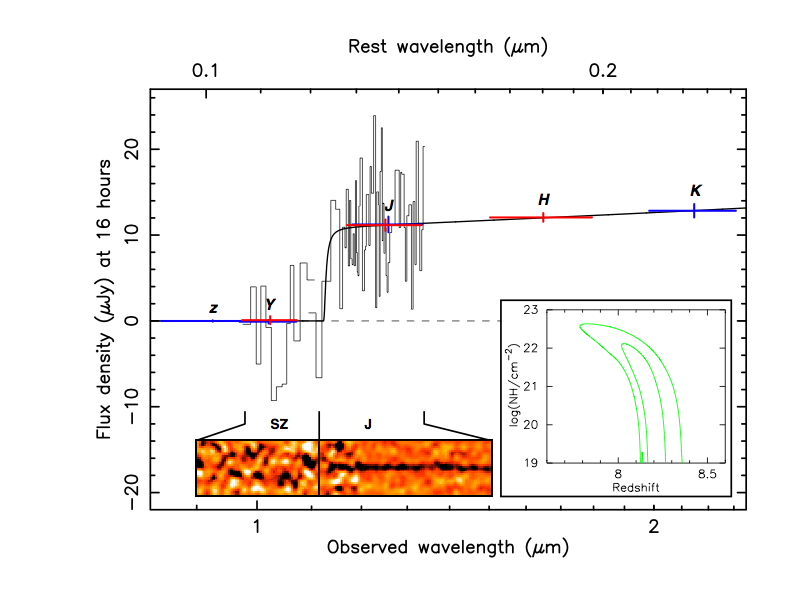 Rest wavelength (μm)
0.1 0.2
Flux density (μJy) at 16 hours
20
10
0
−10
−20
z Y J H K
SZ J
log(NH/cm⁻²)
23
22
21
20
19
8 8.5
Redshift
1 2
Observed wavelength (μm)